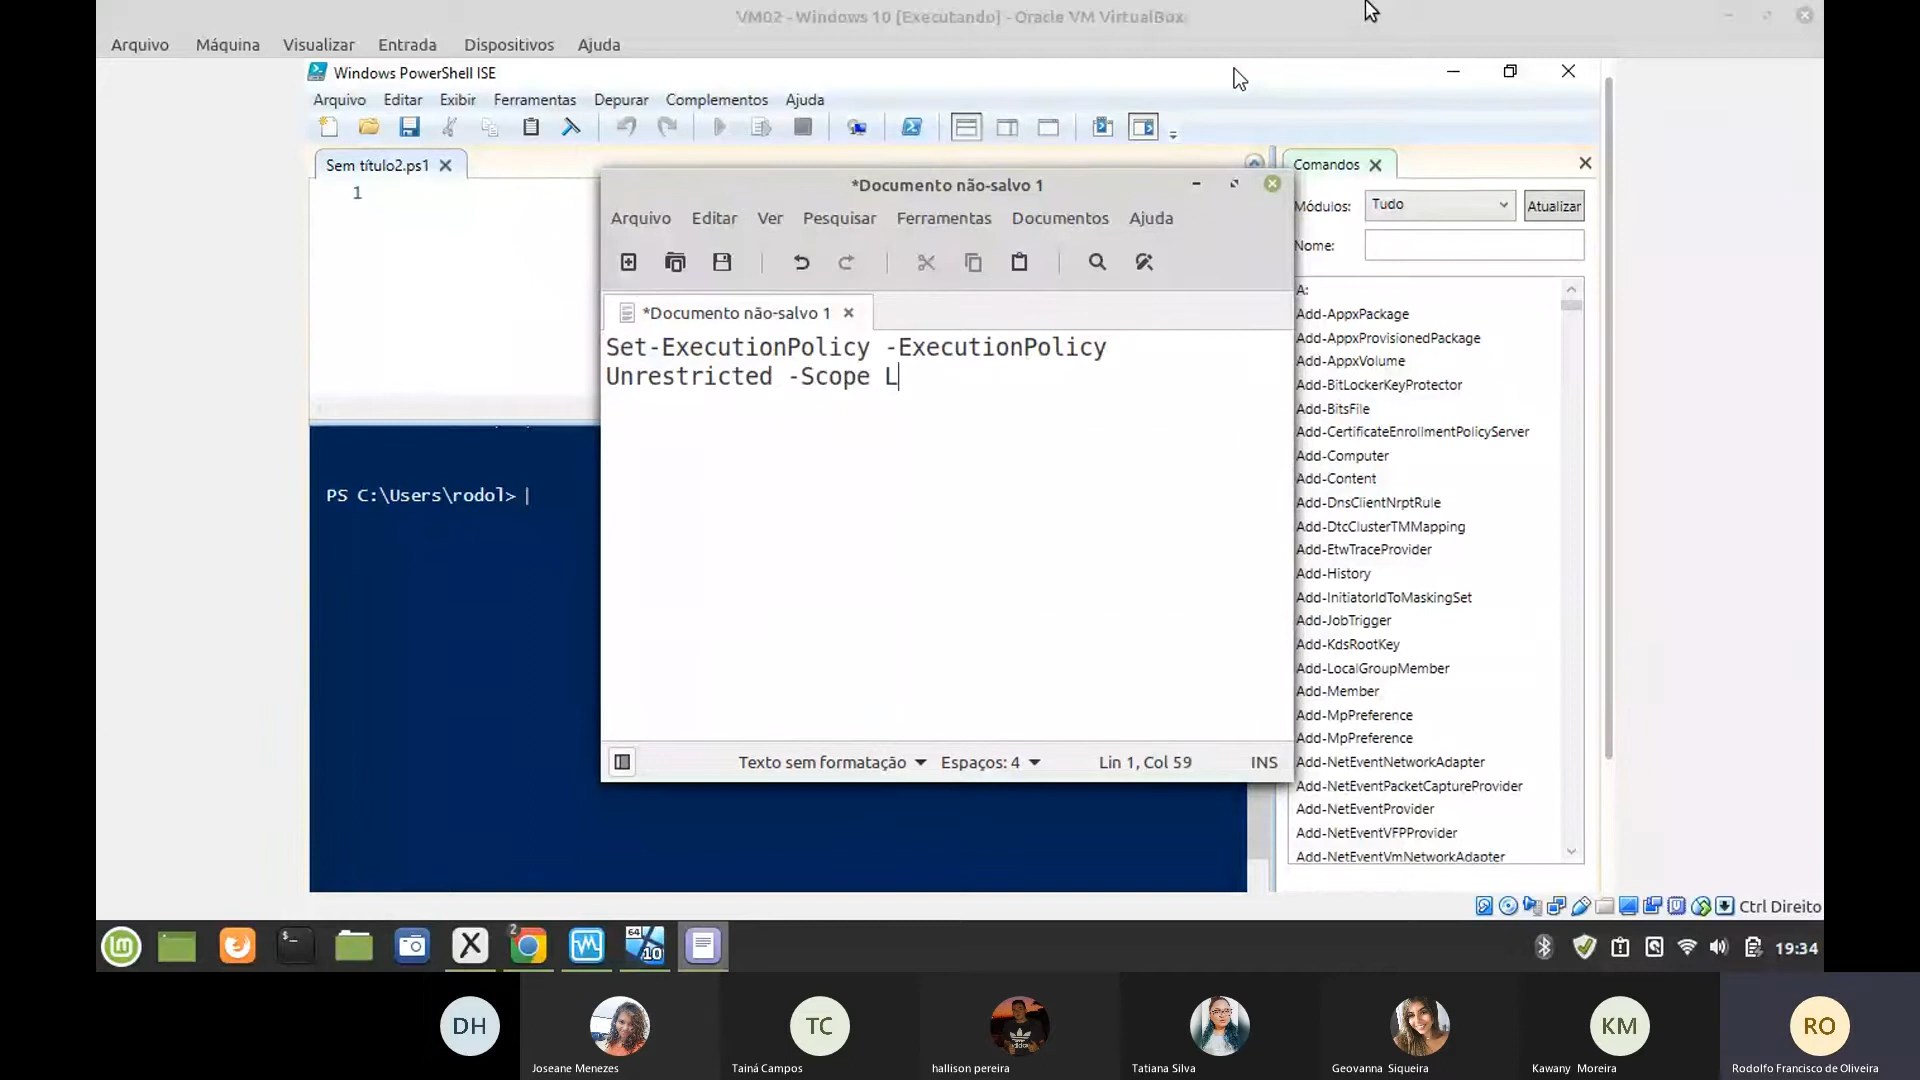 VM02 - Windows 10 [Executando] - Oracle VM VirtualBox
Arquivo Máquina Visualizar Entrada Dispositivos Ajuda
Windows PowerShell ISE
Arquivo Editar Exibir Ferramentas Depurar Complementos Ajuda
Sem título2.ps1
1
PS C:\Users\rodol>
*Documento não-salvo 1
Arquivo Editar Ver Pesquisar Ferramentas Documentos Ajuda
*Documento não-salvo 1
Set-ExecutionPolicy -ExecutionPolicy
Unrestricted -Scope L
Texto sem formatação Espaços: 4 Lin 1, Col 59 INS
Comandos
Módulos: Tudo Atualizar
Nome:
A:
Add-AppxPackage
Add-AppxProvisionedPackage
Add-AppxVolume
Add-BitLockerKeyProtector
Add-BitsFile
Add-CertificateEnrollmentPolicyServer
Add-Computer
Add-Content
Add-DnsClientNrptRule
Add-DtcClusterTMMapping
Add-EtwTraceProvider
Add-History
Add-InitiatorIdToMaskingSet
Add-JobTrigger
Add-KdsRootKey
Add-LocalGroupMember
Add-Member
Add-MpPreference
Add-MpPreference
Add-NetEventNetworkAdapter
Add-NetEventPacketCaptureProvider
Add-NetEventProvider
Add-NetEventVFPProvider
Add-NetEventVmNetworkAdapter
Ctrl Direito
2
64
10
19:34
DH
TC
adidas
KM
RO
Joseane Menezes
Tainá Campos
hallison pereira
Tatiana Silva
Geovanna Siqueira
Kawany Moreira
Rodolfo Francisco de Oliveira